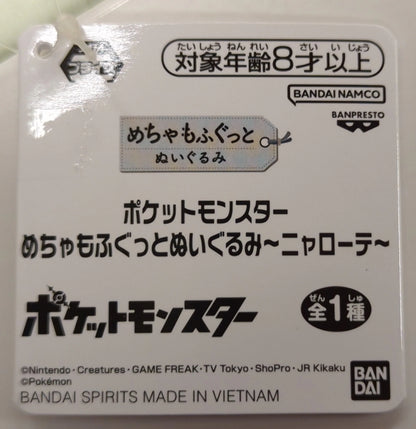 たいしょうねんれい さい いじょう
対象年齢8才以上
BANDAI NAMCO
BANPRESTO
めちゃもふぐっと
ぬいぐるみ
ポケットモンスター
めちゃもふぐっとぬいぐるみ~ニャローテ~
ポケットモンスター
ぜん しゅ
全1種
©Nintendo・Creatures・GAME FREAK・TV Tokyo・ShoPro・JR Kikaku
©Pokémon
BANDAI SPIRITS MADE IN VIETNAM
BAN
DAI